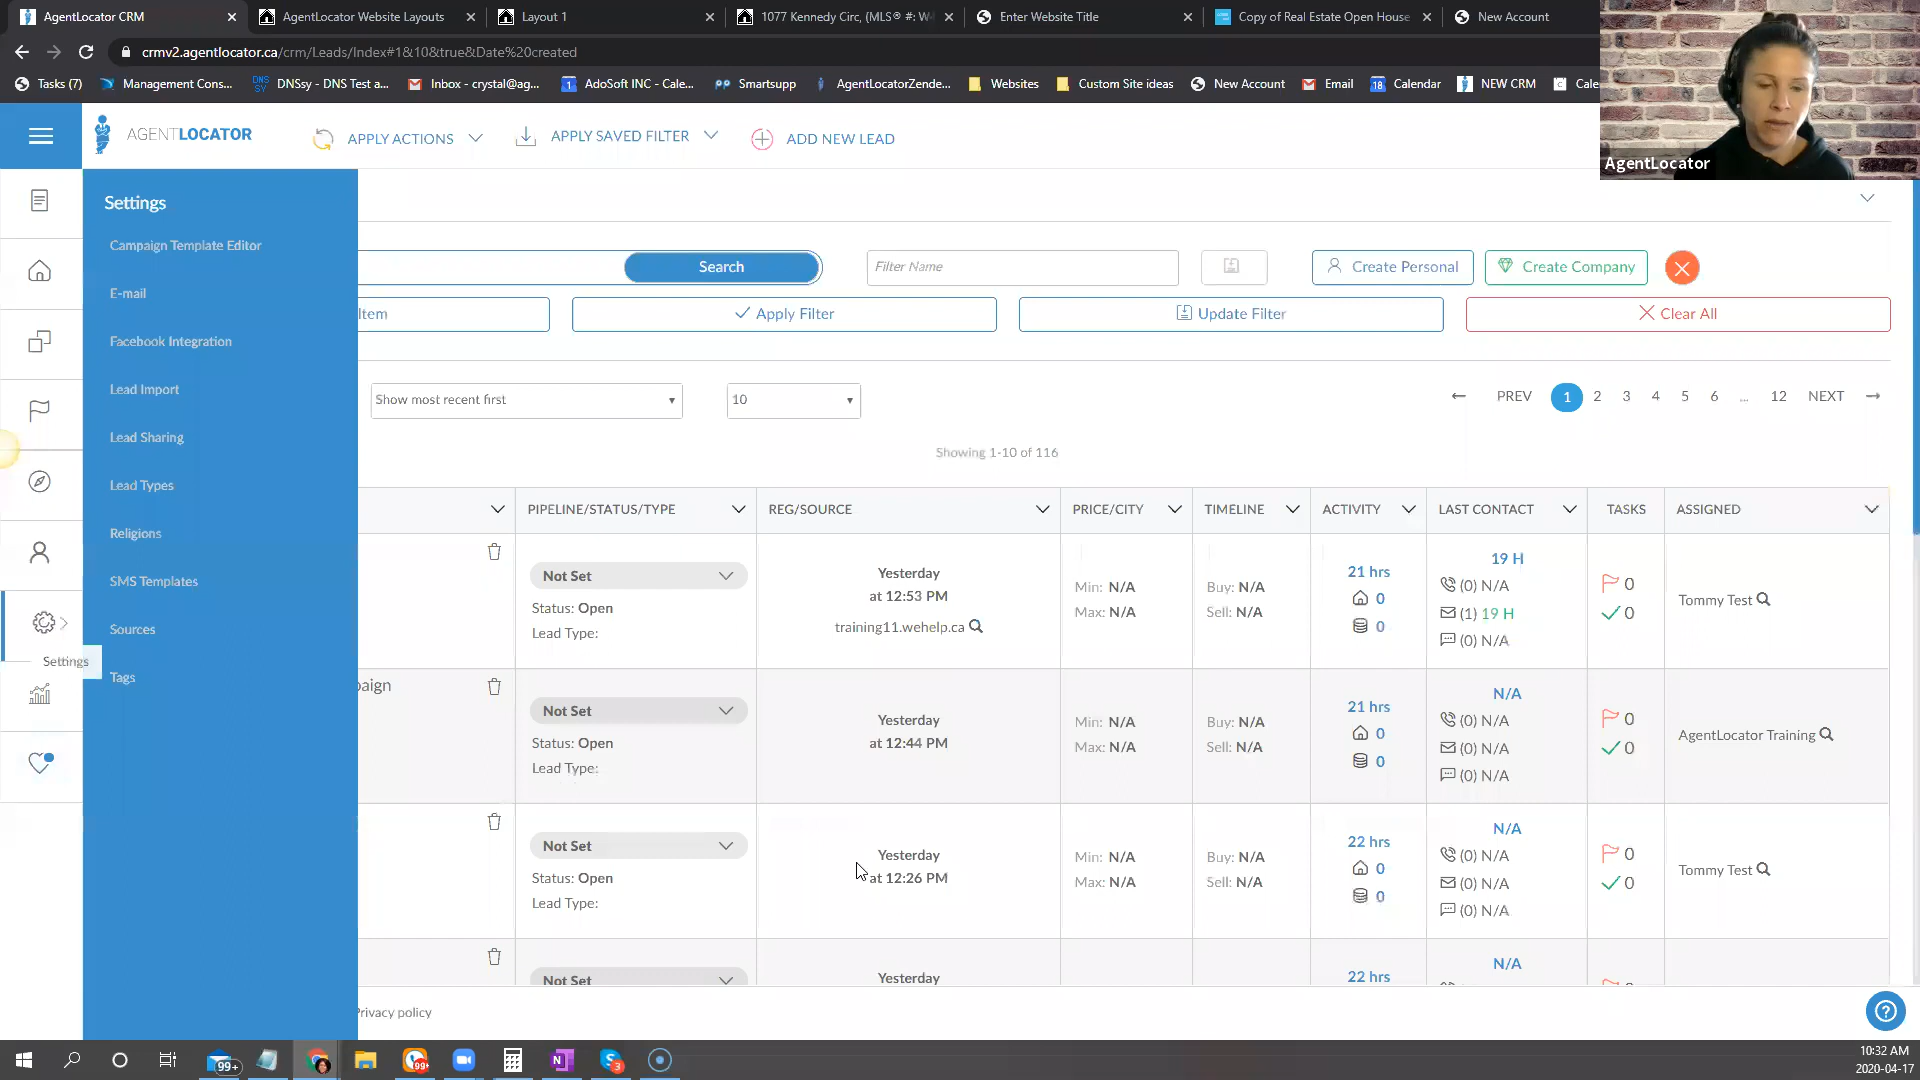 AgentLocator CRM
AgentLocator Website Layouts
Layout 1
1077 Kennedy Circ, (MLS® #: W
Enter Website Title
Copy of Real Estate Open House
New Account
crmv2.agentlocator.ca/crm/Leads/Index#1&10&true&Date%20created
Tasks (7)
Management Cons...
DNSsy - DNS Test a...
Inbox - crystal@ag...
AdoSoft INC - Cale...
Smartsupp
AgentLocatorZende...
Websites
Custom Site ideas
New Account
Email
Calendar
NEW CRM
Cale
AGENTLOCATOR
APPLY ACTIONS
APPLY SAVED FILTER
ADD NEW LEAD
AgentLocator
Settings
Campaign Template Editor
E-mail
Facebook Integration
Lead Import
Lead Sharing
Lead Types
Religions
SMS Templates
Sources
Tags
Settings
Search
Filter Name
Create Personal
Create Company
Item
Apply Filter
Update Filter
Clear All
Show most recent first
10
PREV 1 2 3 4 5 6 ... 12 NEXT
Showing 1-10 of 116
PIPELINE/STATUS/TYPE
REG/SOURCE
PRICE/CITY
TIMELINE
ACTIVITY
LAST CONTACT
TASKS
ASSIGNED
Not Set
Status: Open
Lead Type:
Yesterday
at 12:53 PM
training11.wehelp.ca
Min: N/A
Max: N/A
Buy: N/A
Sell: N/A
21 hrs
0
0
19 H
(0) N/A
(1) 19 H
(0) N/A
0
0
Tommy Test
paign
Not Set
Status: Open
Lead Type:
Yesterday
at 12:44 PM
Min: N/A
Max: N/A
Buy: N/A
Sell: N/A
21 hrs
0
0
N/A
(0) N/A
(0) N/A
(0) N/A
0
0
AgentLocator Training
Not Set
Status: Open
Lead Type:
Yesterday
at 12:26 PM
Min: N/A
Max: N/A
Buy: N/A
Sell: N/A
22 hrs
0
0
N/A
(0) N/A
(0) N/A
(0) N/A
0
0
Tommy Test
Not Set
Yesterday
22 hrs
N/A
Privacy policy
99+
99+
3
10:32 AM
2020-04-17